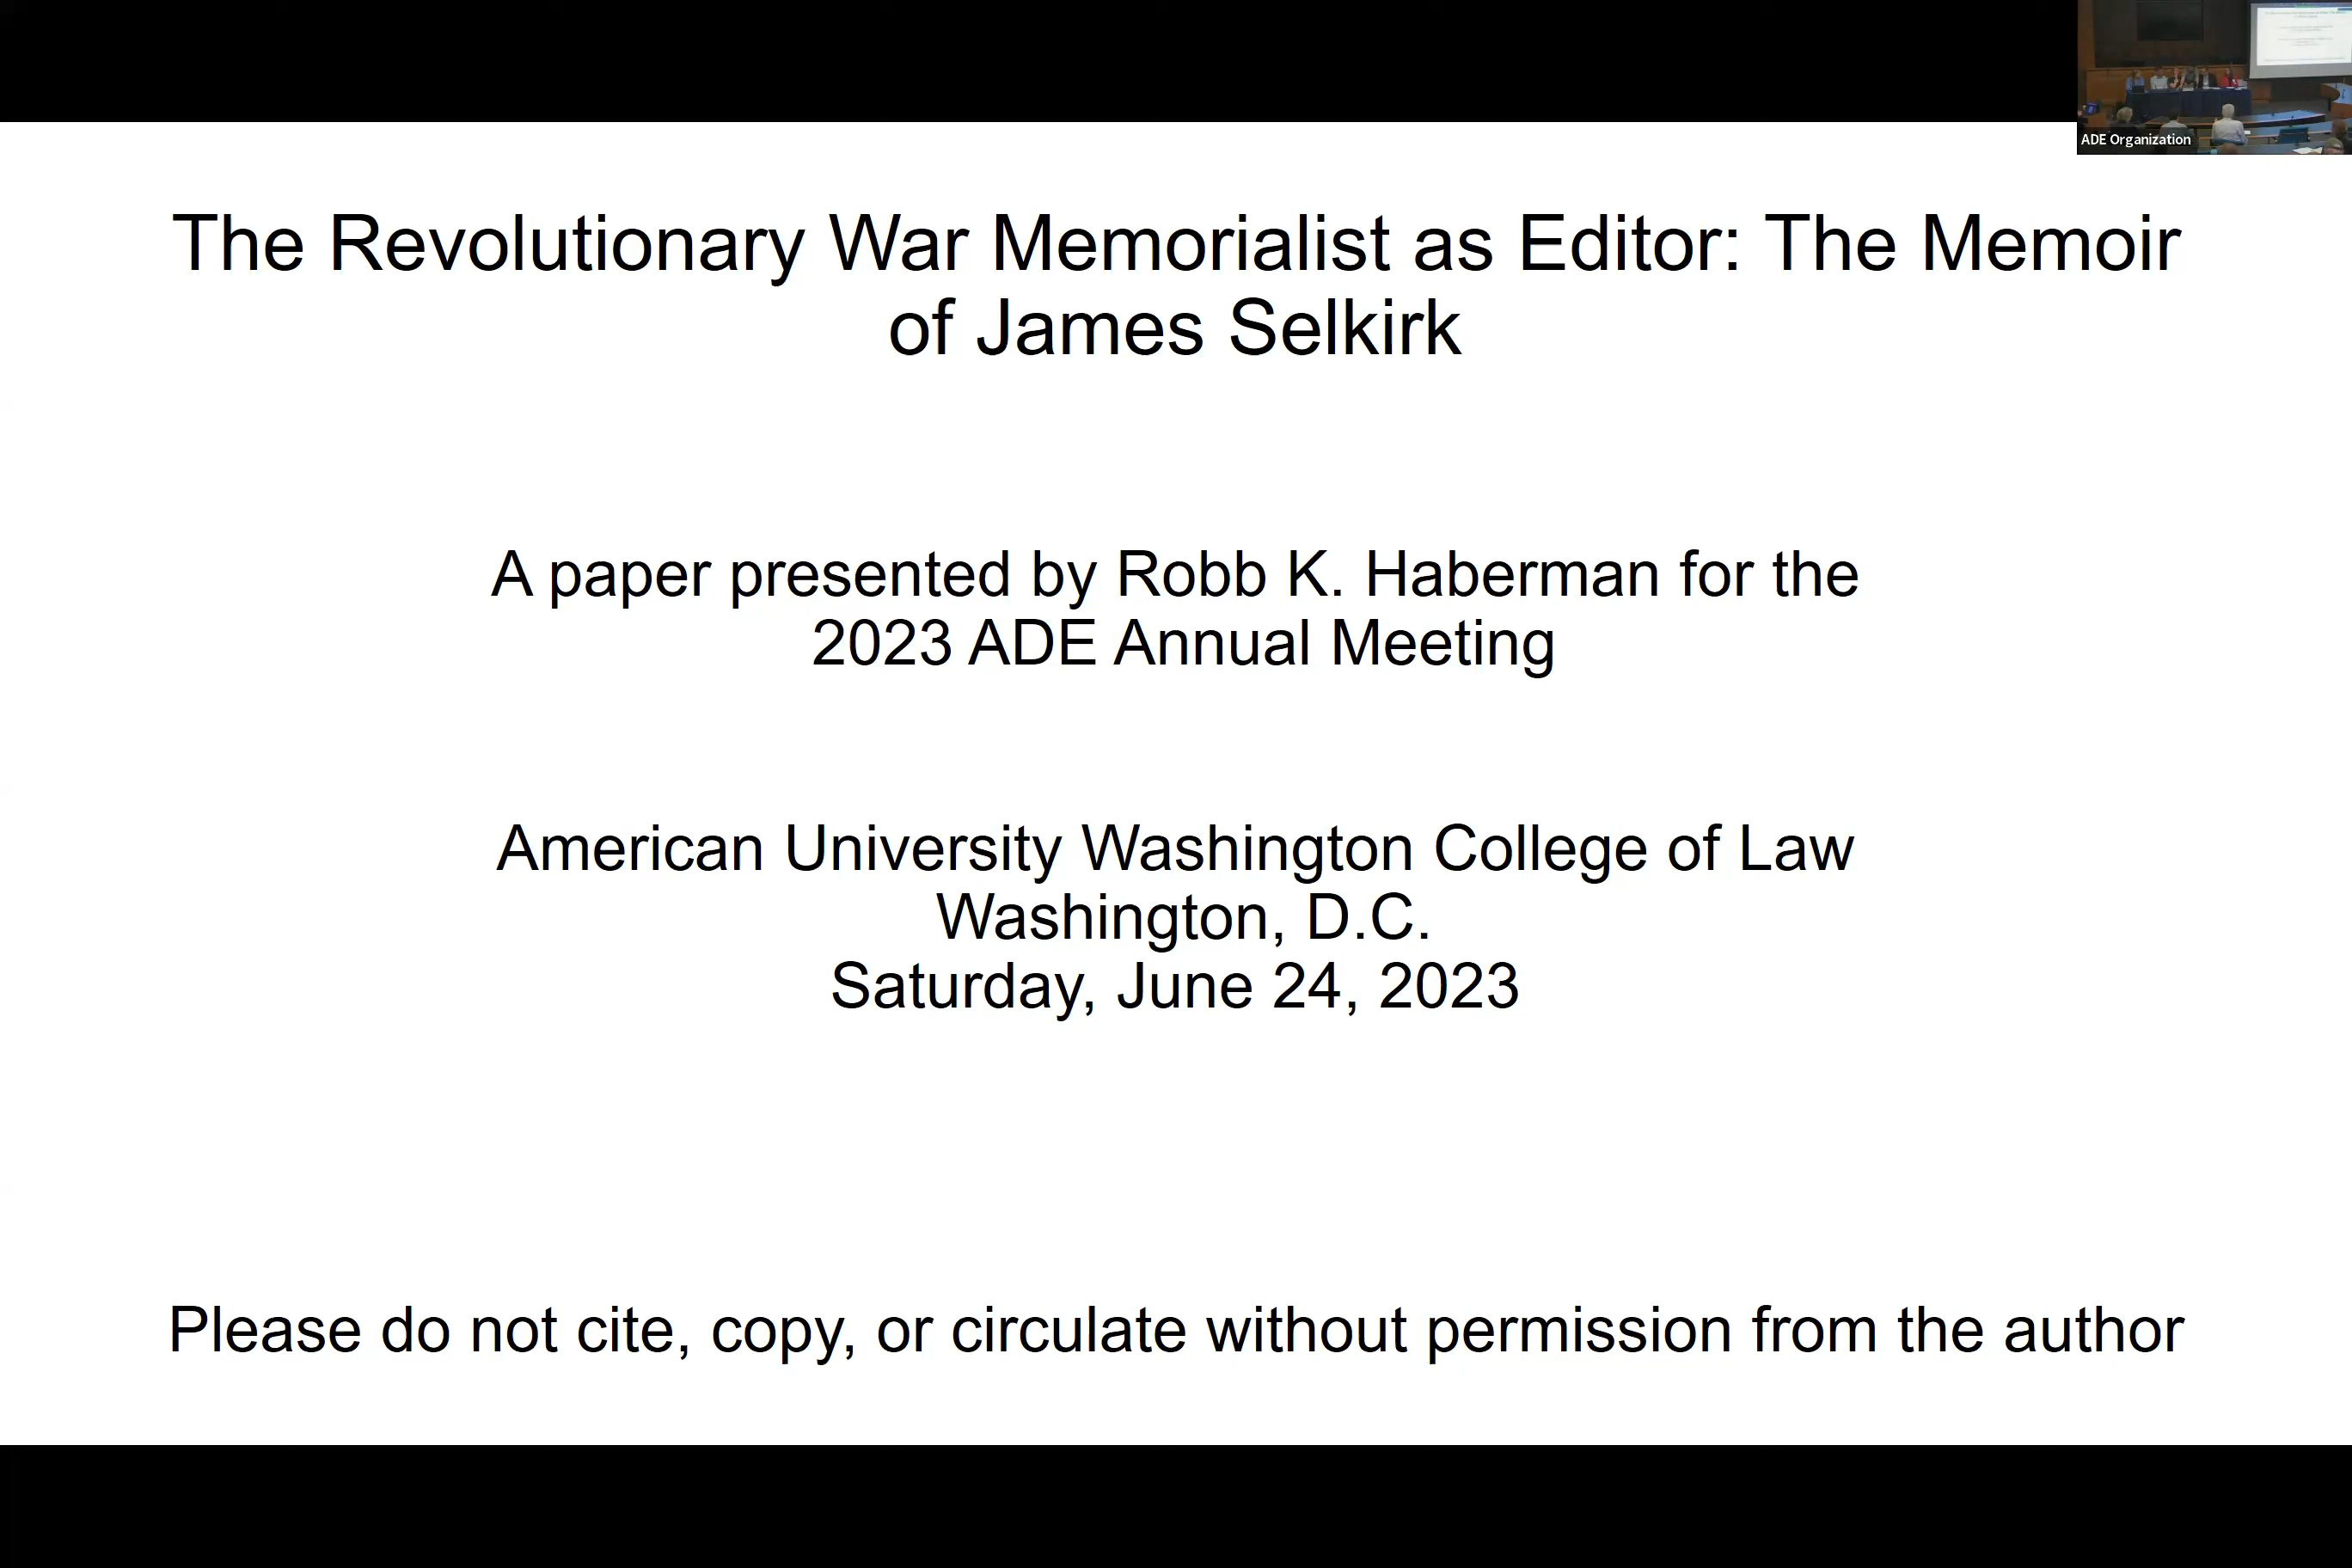 ADE Organization
The Revolutionary War Memorialist as Editor: The Memoir
of James Selkirk
A paper presented by Robb K. Haberman for the
2023 ADE Annual Meeting
American University Washington College of Law
Washington, D.C.
Saturday, June 24, 2023
Please do not cite, copy, or circulate without permission from the author